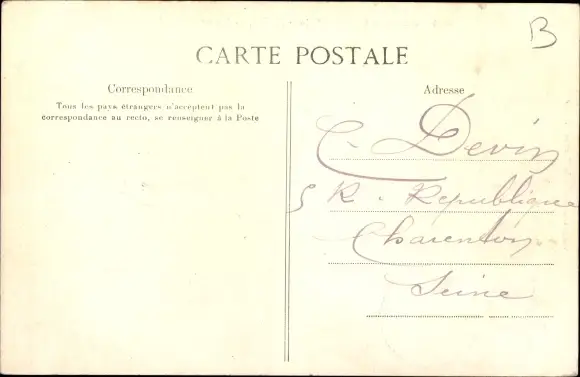 B
CARTE POSTALE
Correspondance
Tous les pays étrangers n'acceptent pas la
correspondance au recto, se renseigner à la Poste
Adresse
C. Devin
5 R. République
Charenton
Seine